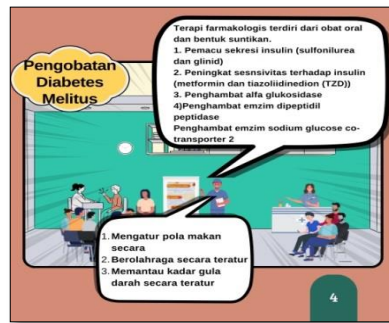 Pengobatan
Diabetes
Melitus
Terapi farmakologis terdiri dari obat oral
dan bentuk suntikan.
1. Pemacu sekresi insulin (sulfonilurea
dan glinid)
2. Peningkat sesnsivitas terhadap insulin
(metformin dan tiazoliidinedion (TZD))
3. Penghambat alfa glukosidase
4)Penghambat emzim dipeptidil
peptidase
Penghambat emzim sodium glucose co-
transporter 2
1. Mengatur pola makan
secara
2. Berolahraga secara teratur
3. Memantau kadar gula
darah secara teratur
4